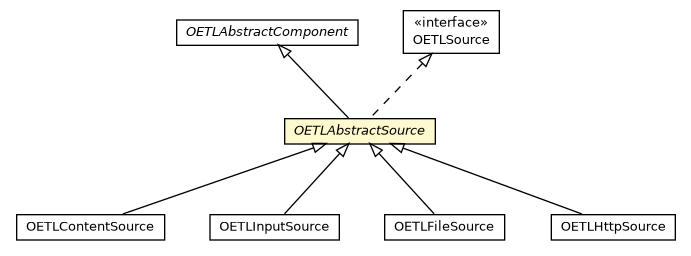 OETLAbstractComponent
«interface»
OETLSource
OETLAbstractSource
OETLContentSource
OETLInputSource
OETLFileSource
OETLHttpSource